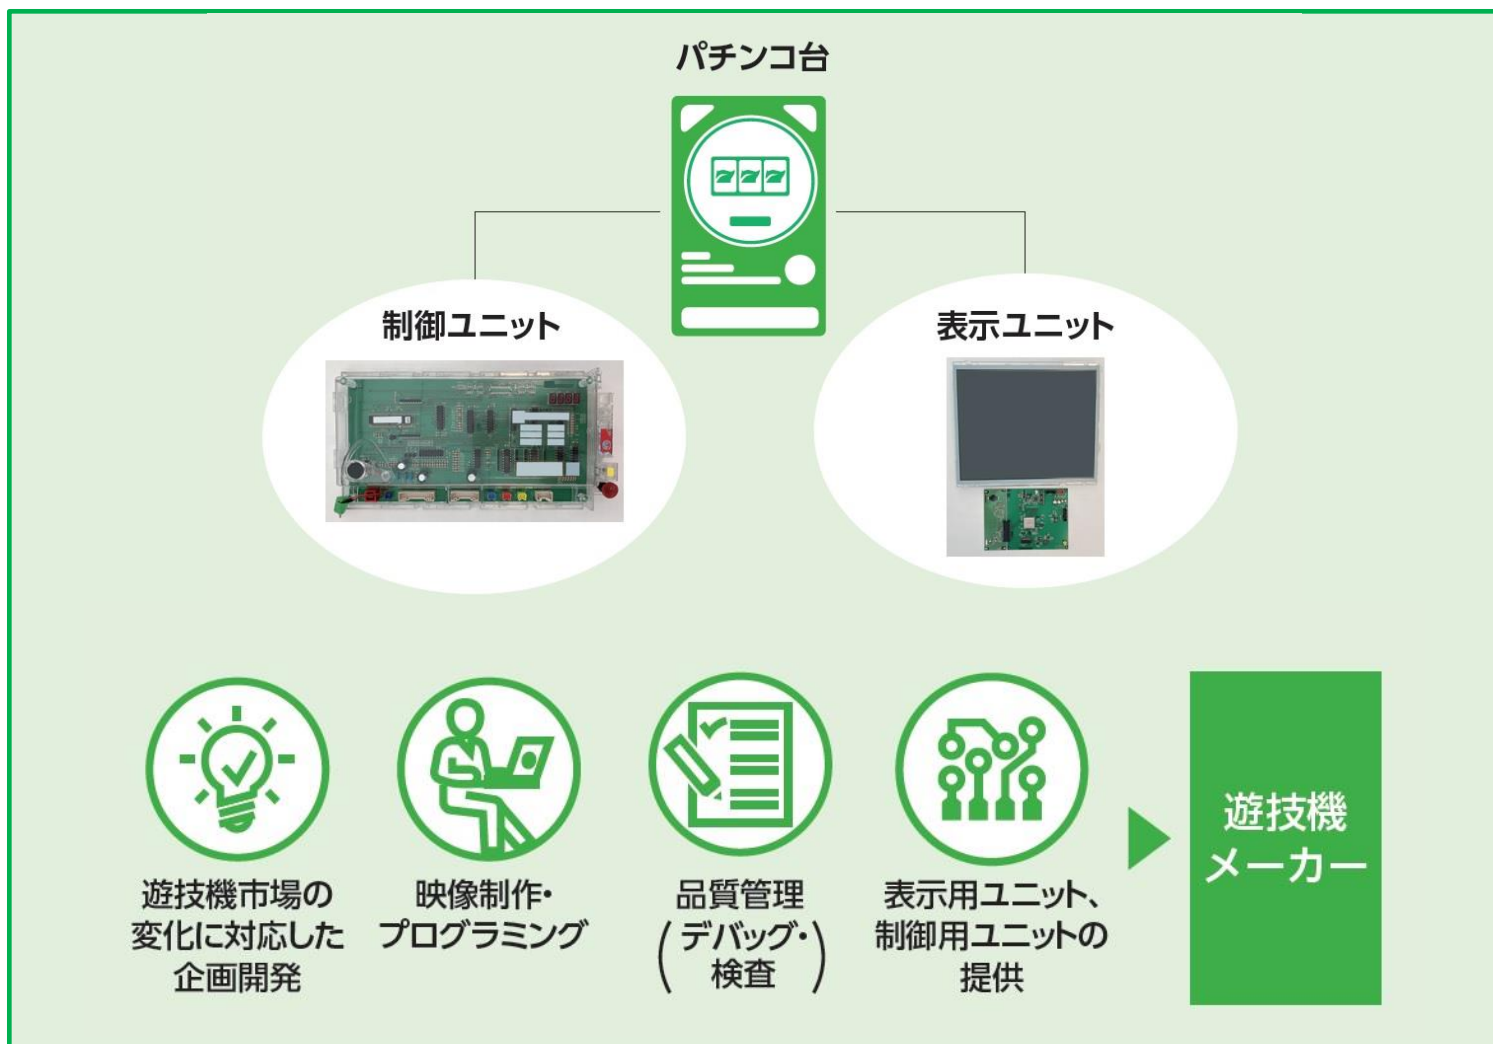 パチンコ台
制御ユニット
表示ユニット
遊技機市場の
変化に対応した
企画開発
映像制作・
プログラミング
品質管理
(デバッグ・
検査)
表示用ユニット、
制御用ユニットの
提供
遊技機
メーカー